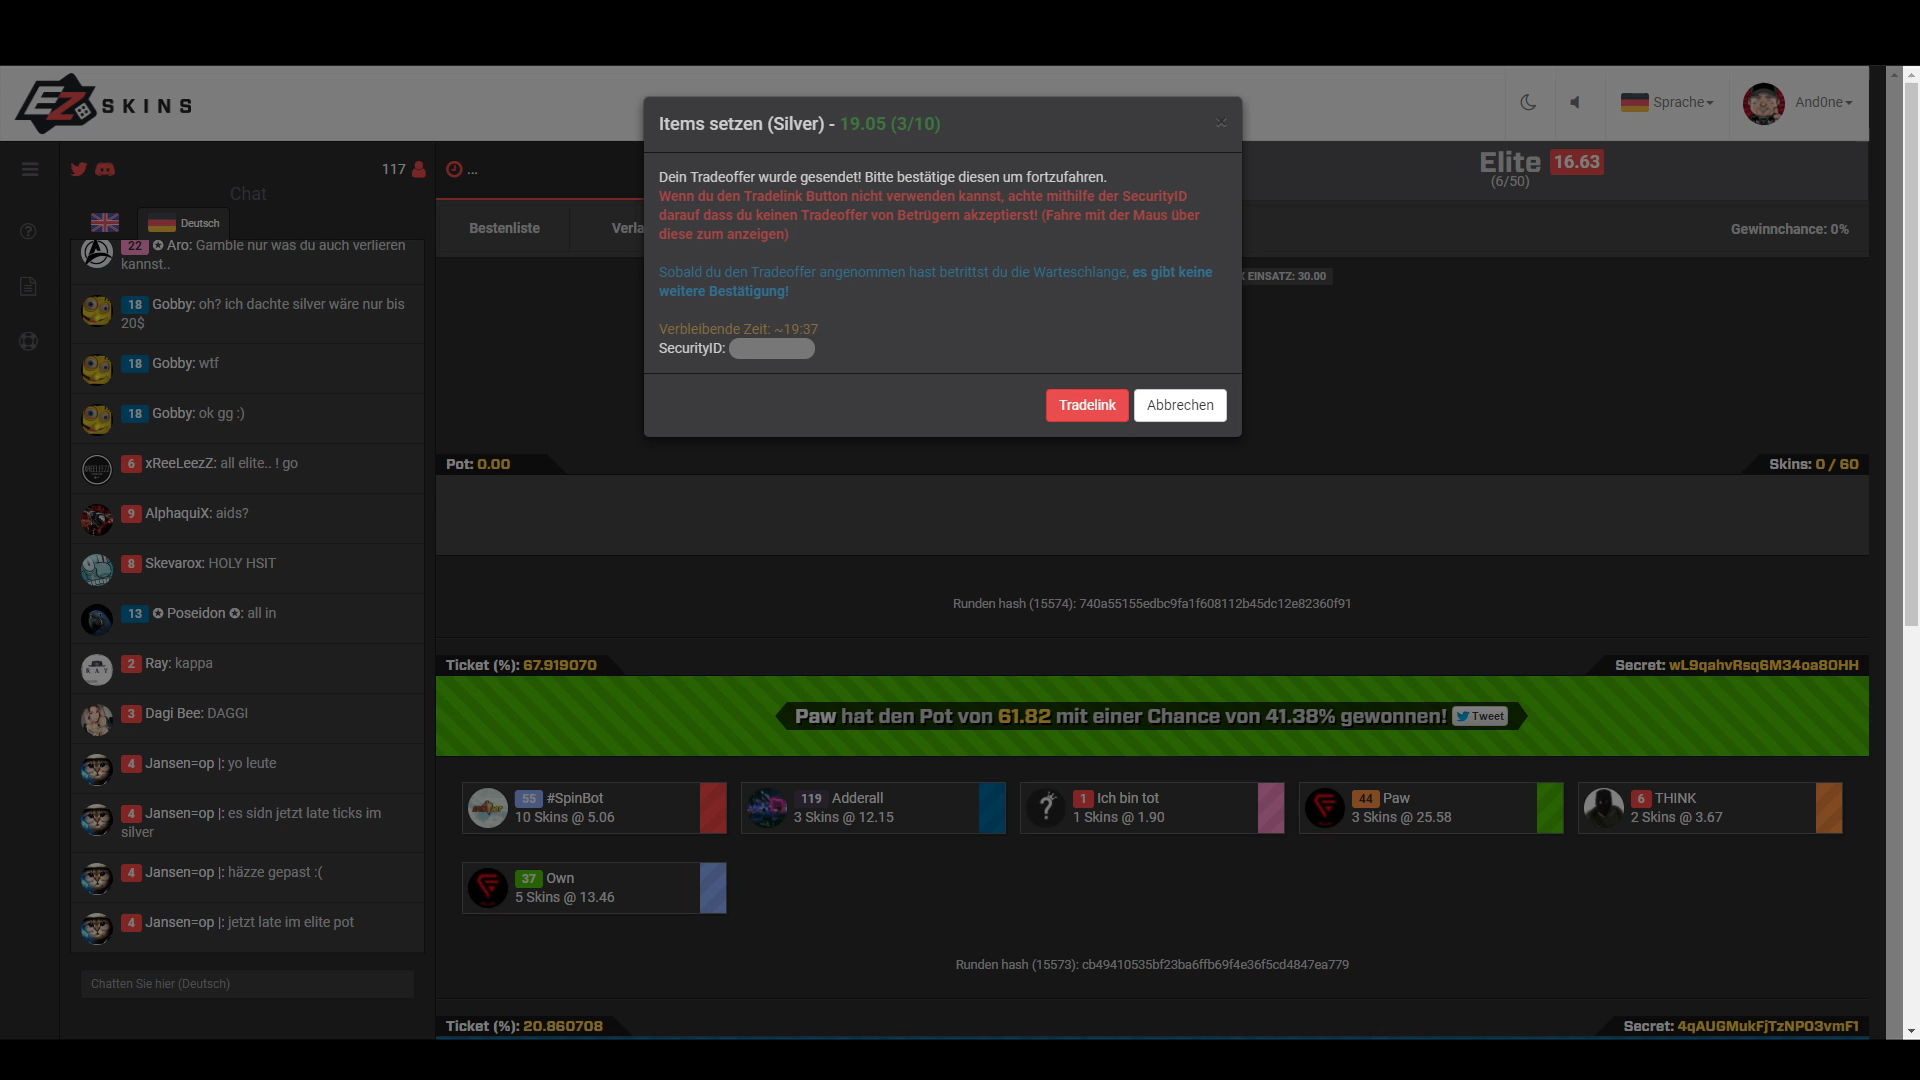 EZ SKINS
Sprache
And0ne
117
...
Chat
Deutsch
22 ✪ Aro: Gamble nur was du auch verlieren
kannst..
18 Gobby: oh? ich dachte silver wäre nur bis
20$
18 Gobby: wtf
18 Gobby: ok gg :)
6 xReeLeezZ: all elite.. ! go
9 AlphaquiX: aids?
8 Skevarox: HOLY HSIT
13 ✪ Poseidon ✪: all in
2 Ray: kappa
3 Dagi Bee: DAGGI
4 Jansen=op |: yo leute
4 Jansen=op |: es sidn jetzt late ticks im
silver
4 Jansen=op |: häzze gepast :(
4 Jansen=op |: jetzt late im elite pot
Chatten Sie hier (Deutsch)
Items setzen (Silver) - 19.05 (3/10)
×
Dein Tradeoffer wurde gesendet! Bitte bestätige diesen um fortzufahren.
Wenn du den Tradelink Button nicht verwenden kannst, achte mithilfe der SecurityID
darauf dass du keinen Tradeoffer von Betrügern akzeptierst! (Fahre mit der Maus über
diese zum anzeigen)
Sobald du den Tradeoffer angenommen hast betrittst du die Warteschlange, es gibt keine
weitere Bestätigung!
Verbleibende Zeit: ~19:37
SecurityID:
Tradelink
Abbrechen
Elite 16.63
(6/50)
Bestenliste
Verla
Gewinnchance: 0%
EINSATZ: 30.00
Pot: 0.00
Skins: 0 / 60
Runden hash (15574): 740a55155edbc9fa1f608112b45dc12e82360f91
Ticket (%): 67.919070
Secret: wL9qahvRsq6M34oa8OHH
Paw hat den Pot von 61.82 mit einer Chance von 41.38% gewonnen! Tweet
55 #SpinBot
10 Skins @ 5.06
119 Adderall
3 Skins @ 12.15
1 Ich bin tot
1 Skins @ 1.90
44 Paw
3 Skins @ 25.58
6 THINK
2 Skins @ 3.67
37 Own
5 Skins @ 13.46
Runden hash (15573): cb49410535bf23ba6ffb69f4e36f5cd4847ea779
Ticket (%): 20.860708
Secret: 4qAUGMukFjTzNPO3vmF1